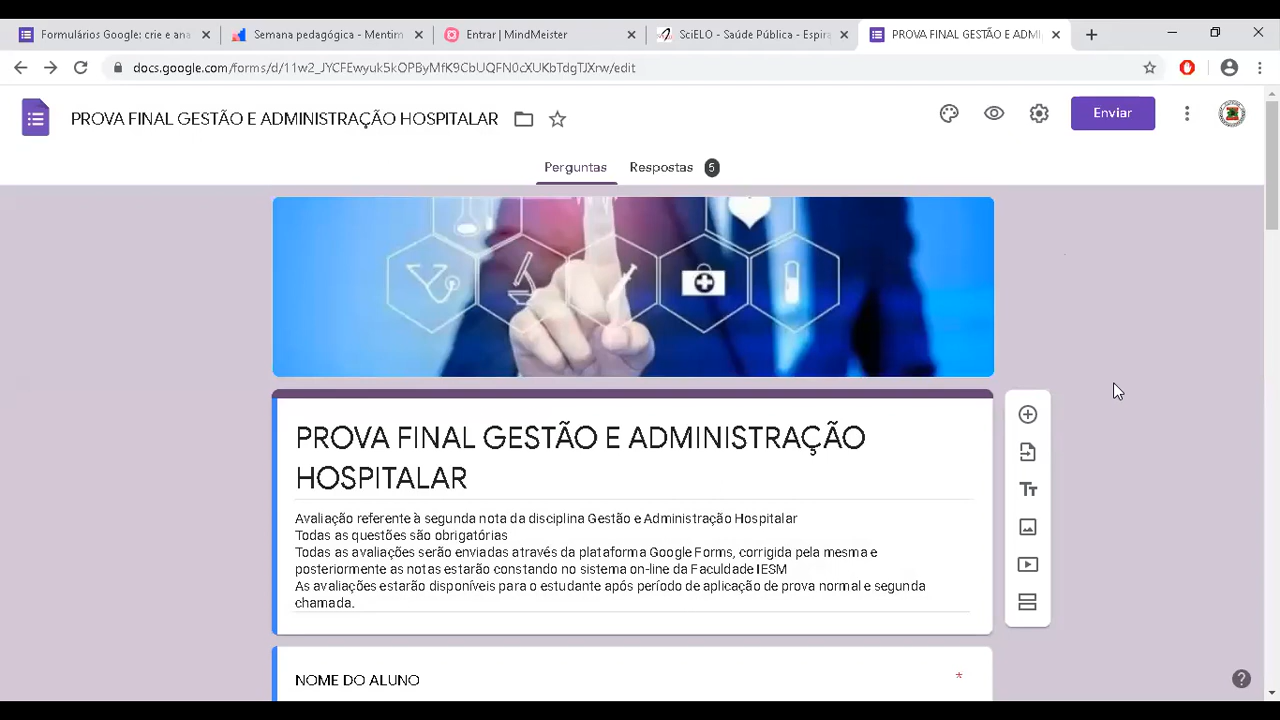 Formulários Google: crie e an
Semana pedagógica - Mentim
Entrar | MindMeister
SciELO - Saúde Pública - Espira
PROVA FINAL GESTÃO E ADMI
docs.google.com/forms/d/11w2_JYCFEwyuk5kOPByMfK9CbUQFN0cXUKbTdgTJXrw/edit
PROVA FINAL GESTÃO E ADMINISTRAÇÃO HOSPITALAR
Enviar
Perguntas
Respostas 5
PROVA FINAL GESTÃO E ADMINISTRAÇÃO
HOSPITALAR
Avaliação referente à segunda nota da disciplina Gestão e Administração Hospitalar
Todas as questões são obrigatórias
Todas as avaliações serão enviadas através da plataforma Google Forms, corrigida pela mesma e
posteriormente as notas estarão constando no sistema on-line da Faculdade IESM
As avaliações estarão disponíveis para o estudante após período de aplicação de prova normal e segunda
chamada.
Tт
NOME DO ALUNO *